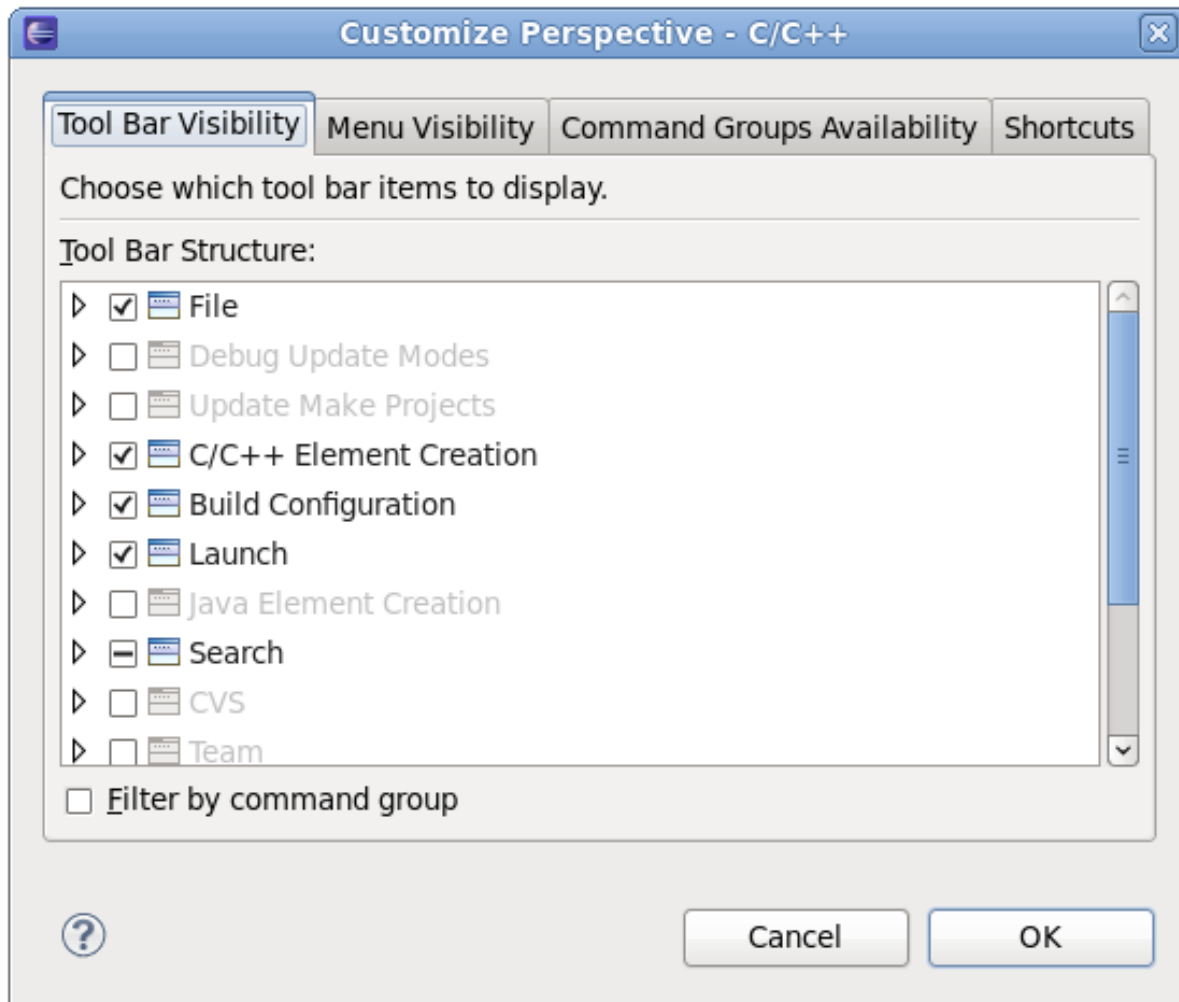 Customize Perspective - C/C++
Tool Bar Visibility
Menu Visibility
Command Groups Availability
Shortcuts
Choose which tool bar items to display.
Tool Bar Structure:
File
Debug Update Modes
Update Make Projects
C/C++ Element Creation
Build Configuration
Launch
Java Element Creation
Search
CVS
Team
Filter by command group
?
Cancel
OK